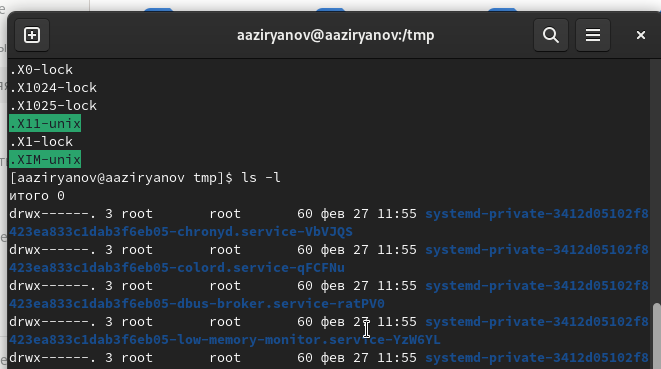 aaziryanov@aaziryanov:/tmp
.X0-lock
.X1024-lock
.X1025-lock
.X11-unix
.X1-lock
.XIM-unix
[aaziryanov@aaziryanov tmp]$ ls -l
итого 0
drwx------. 3 root root 60 фев 27 11:55 systemd-private-3412d05102f8
423ea833c1dab3f6eb05-chronyd.service-VbVJQS
drwx------. 3 root root 60 фев 27 11:55 systemd-private-3412d05102f8
423ea833c1dab3f6eb05-colord.service-qFCFNu
drwx------. 3 root root 60 фев 27 11:55 systemd-private-3412d05102f8
423ea833c1dab3f6eb05-dbus-broker.service-ratPV0
drwx------. 3 root root 60 фев 27 11:55 systemd-private-3412d05102f8
423ea833c1dab3f6eb05-low-memory-monitor.service-YzW6YL
drwx------. 3 root root 60 фев 27 11:55 systemd-private-3412d05102f8